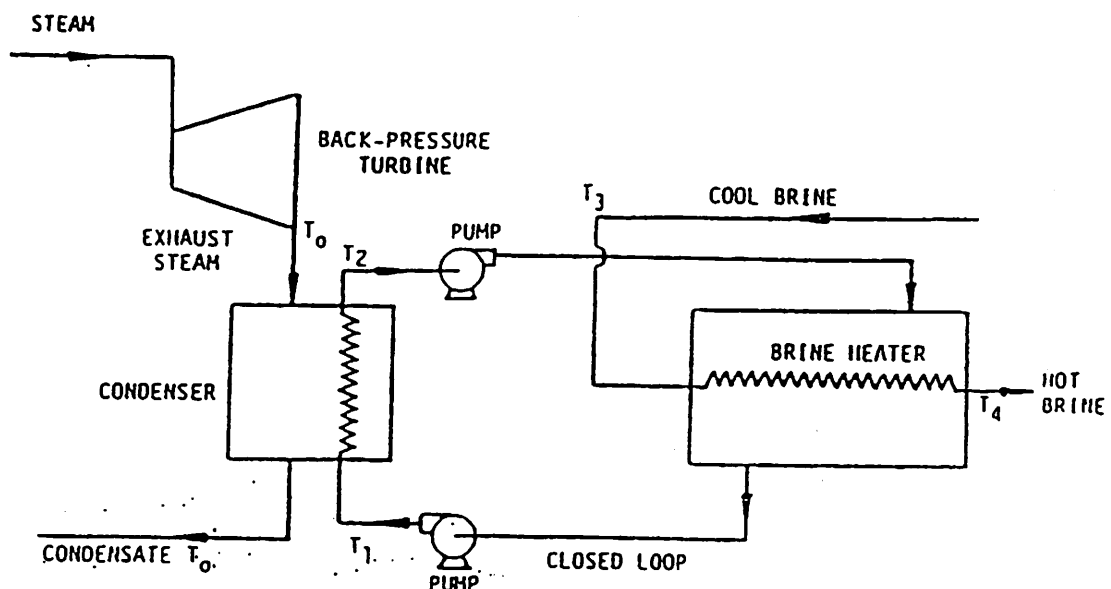 STEAM
BACK-PRESSURE
TURBINE
T3
COOL BRINE
EXHAUST
STEAM
T0
T2
PUMP
BRINE HEATER
CONDENSER
HOT
BRINE
T4
CONDENSATE T0.
T1
PUMP
CLOSED LOOP